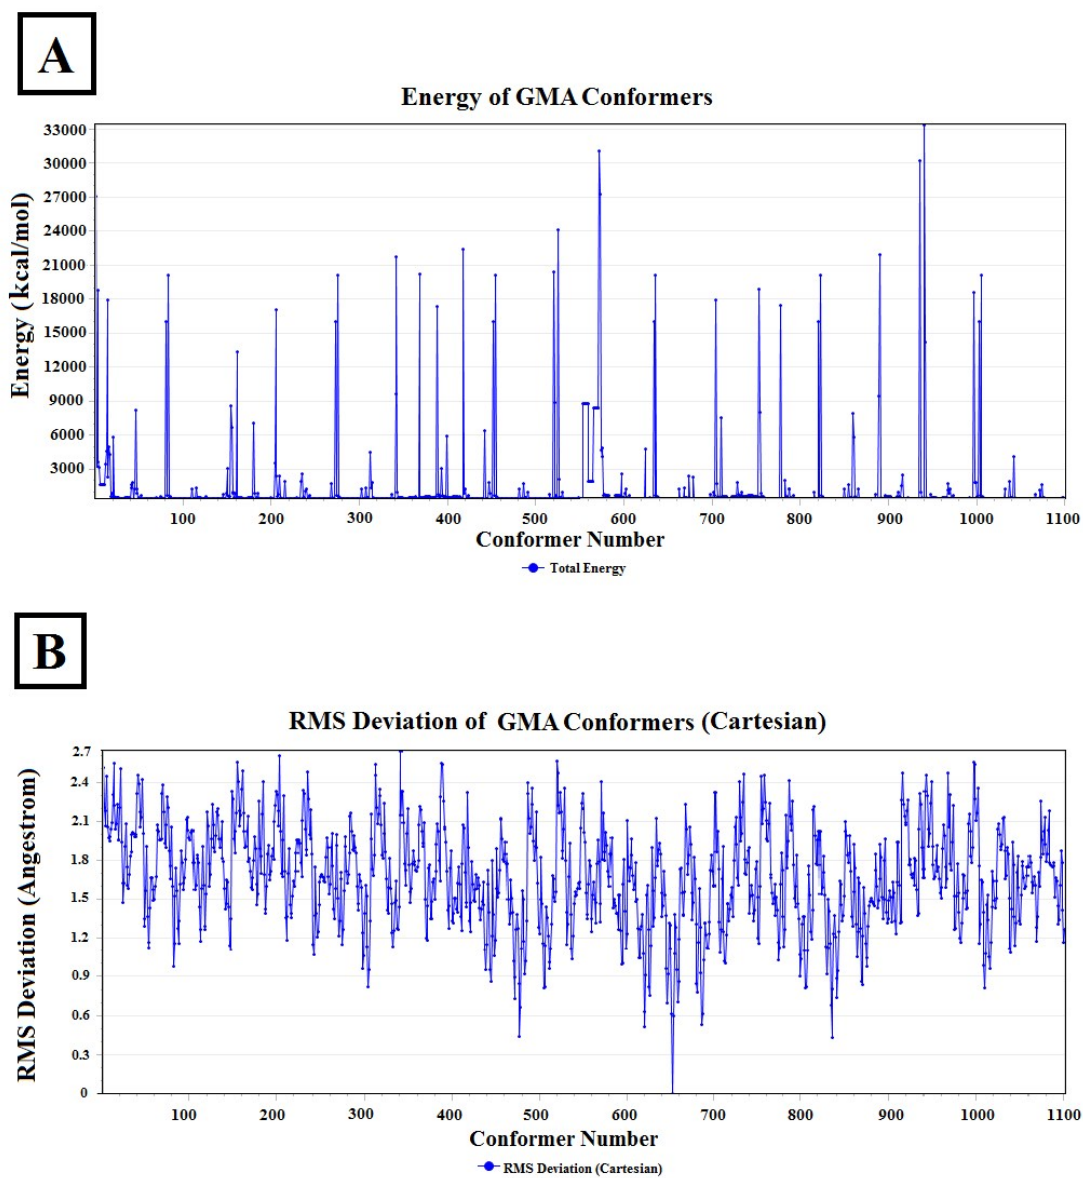 A
Energy of GMA Conformers
Energy (kcal/mol)
33000
30000
27000
24000
21000
18000
15000
12000
9000
6000
3000
100 200 300 400 500 600 700 800 900 1000 1100
Conformer Number
Total Energy
B
RMS Deviation of GMA Conformers (Cartesian)
RMS Deviation (Angestrom)
2.7
2.4
2.1
1.8
1.5
1.2
0.9
0.6
0.3
0
100 200 300 400 500 600 700 800 900 1000 1100
Conformer Number
RMS Deviation (Cartesian)